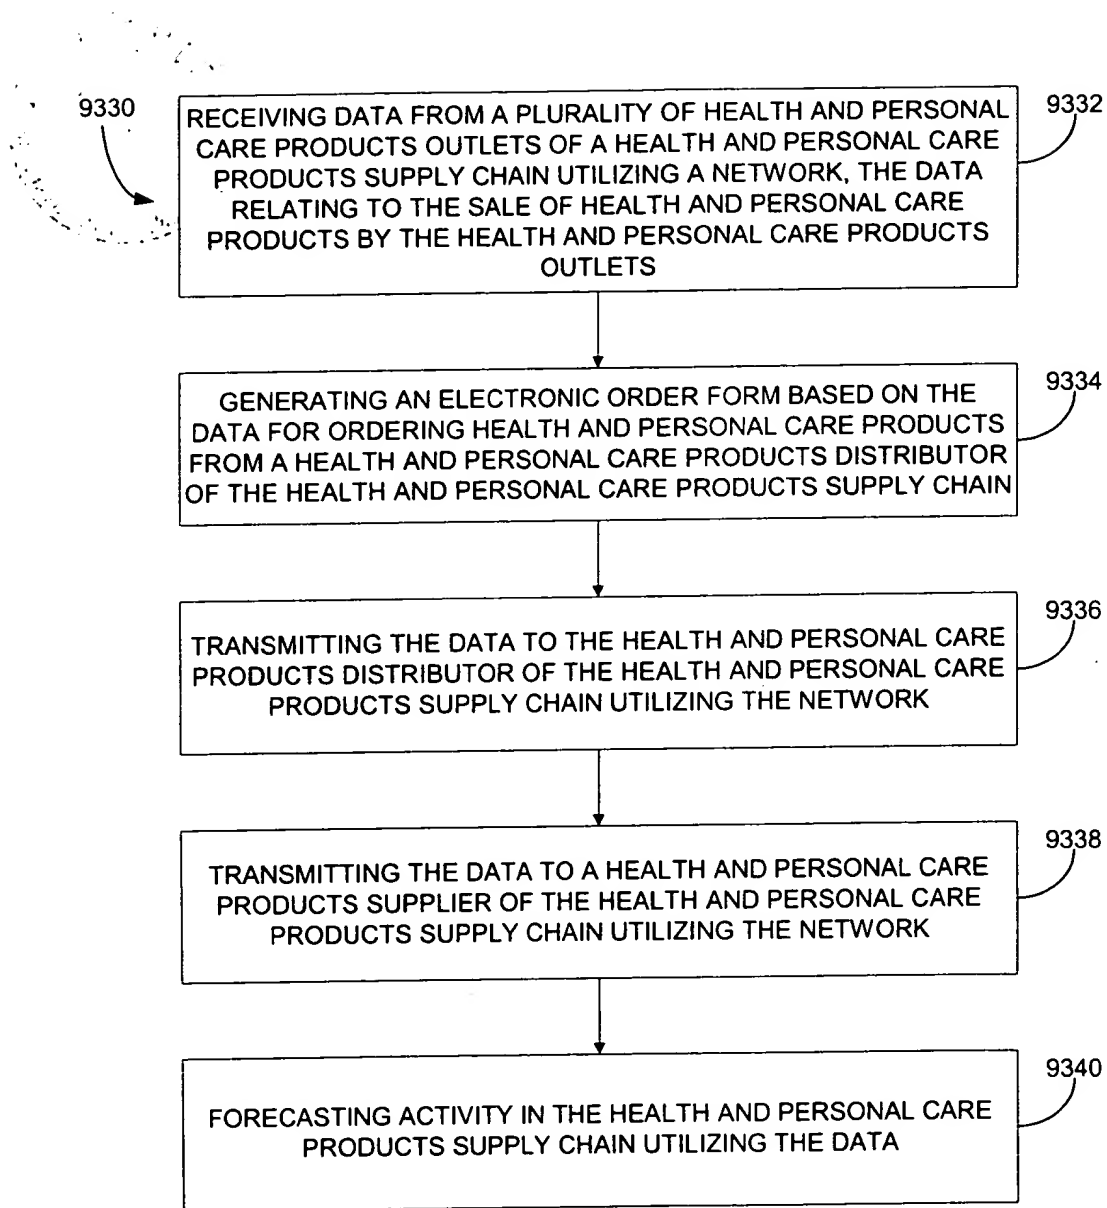 9330
9332
RECEIVING DATA FROM A PLURALITY OF HEALTH AND PERSONAL
CARE PRODUCTS OUTLETS OF A HEALTH AND PERSONAL CARE
PRODUCTS SUPPLY CHAIN UTILIZING A NETWORK, THE DATA
RELATING TO THE SALE OF HEALTH AND PERSONAL CARE
PRODUCTS BY THE HEALTH AND PERSONAL CARE PRODUCTS
OUTLETS
9334
GENERATING AN ELECTRONIC ORDER FORM BASED ON THE
DATA FOR ORDERING HEALTH AND PERSONAL CARE PRODUCTS
FROM A HEALTH AND PERSONAL CARE PRODUCTS DISTRIBUTOR
OF THE HEALTH AND PERSONAL CARE PRODUCTS SUPPLY CHAIN
9336
TRANSMITTING THE DATA TO THE HEALTH AND PERSONAL CARE
PRODUCTS DISTRIBUTOR OF THE HEALTH AND PERSONAL CARE
PRODUCTS SUPPLY CHAIN UTILIZING THE NETWORK
9338
TRANSMITTING THE DATA TO A HEALTH AND PERSONAL CARE
PRODUCTS SUPPLIER OF THE HEALTH AND PERSONAL CARE
PRODUCTS SUPPLY CHAIN UTILIZING THE NETWORK
9340
FORECASTING ACTIVITY IN THE HEALTH AND PERSONAL CARE
PRODUCTS SUPPLY CHAIN UTILIZING THE DATA